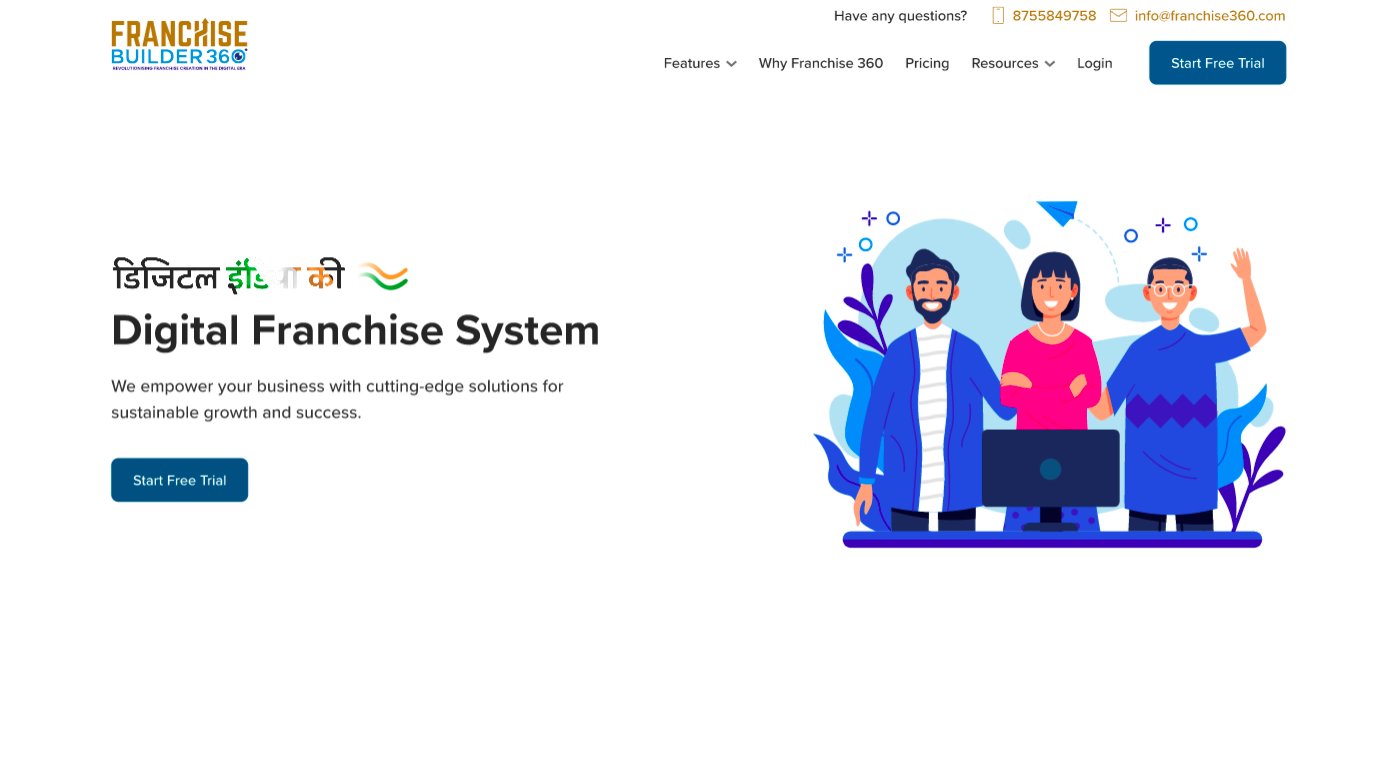 Have any questions? 8755849758 info@franchise360.com
FRANCHISE
BUILDER 360
REVOLUTIONISING FRANCHISE CREATION IN THE DIGITAL ERA
Features Why Franchise 360 Pricing Resources Login Start Free Trial
डिजिटल इंडिया की
Digital Franchise System
We empower your business with cutting-edge solutions for
sustainable growth and success.
Start Free Trial